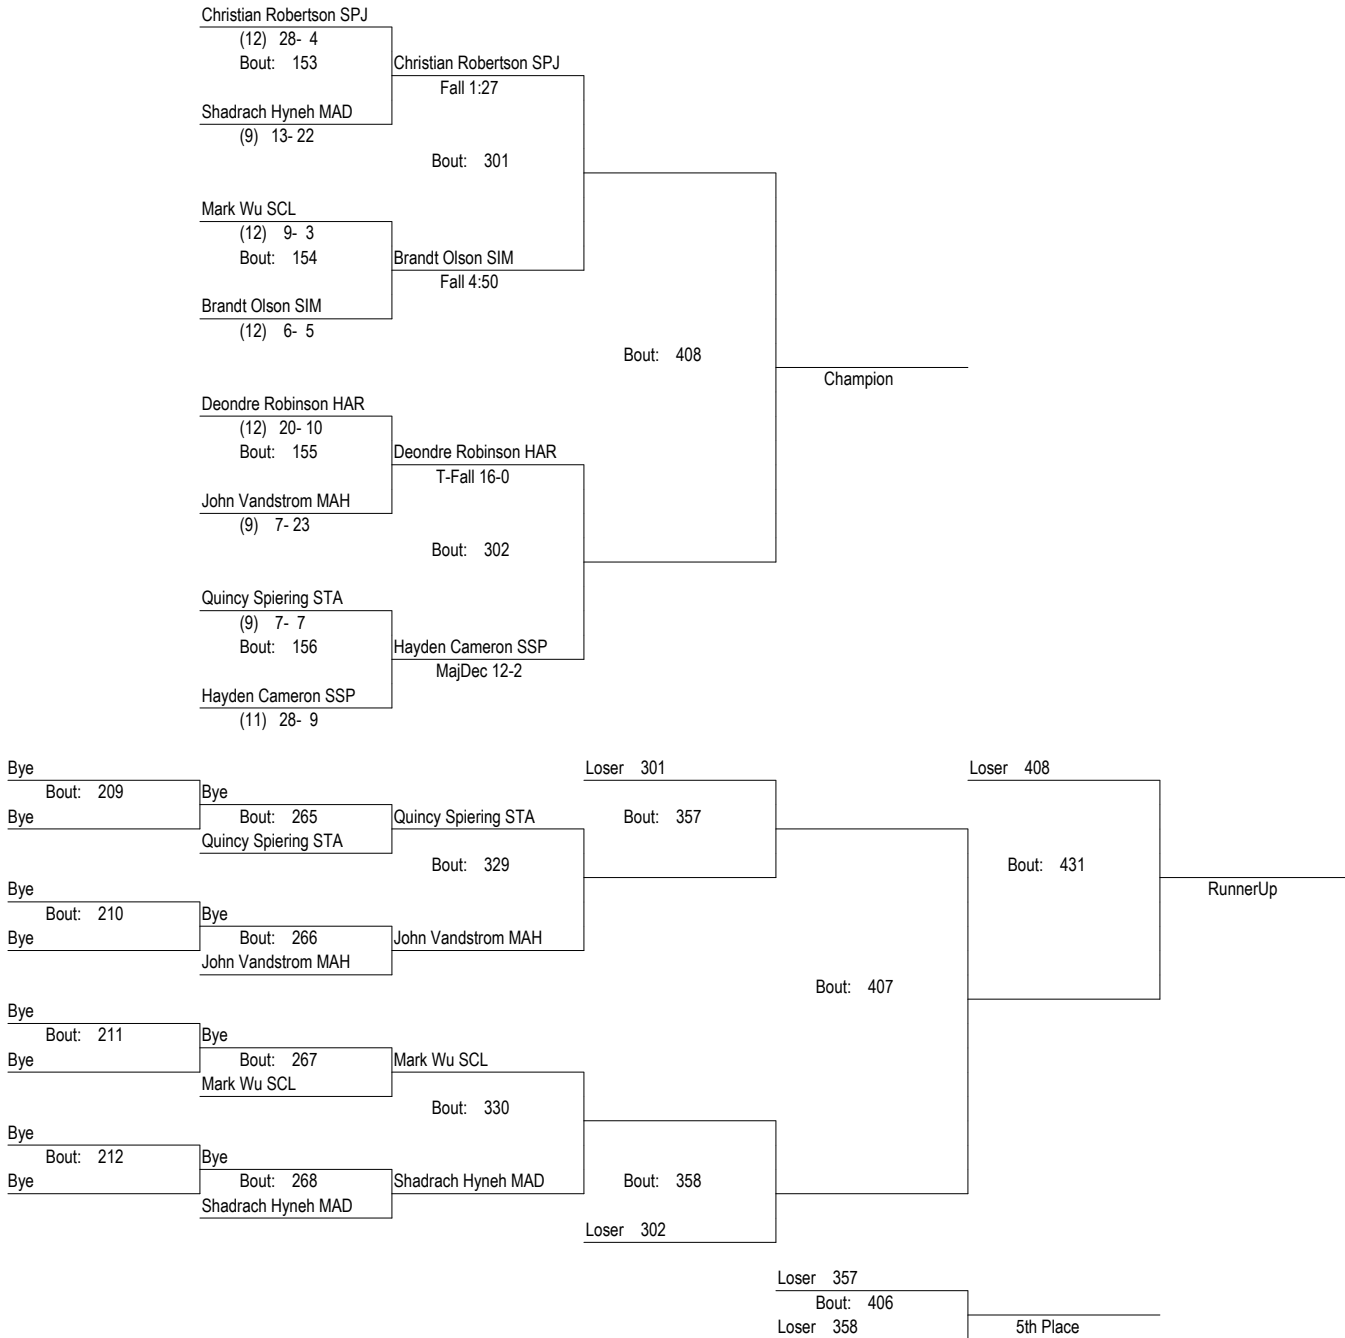 Christian Robertson SPJ
(12) 28- 4
Bout: 153
Christian Robertson SPJ
Fall 1:27
Shadrach Hyneh MAD
(9) 13- 22
Bout: 301
Mark Wu SCL
(12) 9- 3
Bout: 154
Brandt Olson SIM
Fall 4:50
Brandt Olson SIM
(12) 6- 5
Bout: 408
Champion
Deondre Robinson HAR
(12) 20- 10
Bout: 155
Deondre Robinson HAR
T-Fall 16-0
John Vandstrom MAH
(9) 7- 23
Bout: 302
Quincy Spiering STA
(9) 7- 7
Bout: 156
Hayden Cameron SSP
MajDec 12-2
Hayden Cameron SSP
(11) 28- 9
Bye
Loser 301
Loser 408
Bout: 209
Bye
Bye
Bout: 265
Quincy Spiering STA
Bout: 357
Quincy Spiering STA
Bout: 329
Bout: 431
Bye
RunnerUp
Bout: 210
Bye
Bye
Bout: 266
John Vandstrom MAH
John Vandstrom MAH
Bout: 407
Bye
Bout: 211
Bye
Bye
Bout: 267
Mark Wu SCL
Mark Wu SCL
Bout: 330
Bye
Bout: 212
Bye
Bye
Bout: 268
Shadrach Hyneh MAD
Bout: 358
Shadrach Hyneh MAD
Loser 302
Loser 357
Bout: 406
Loser 358
5th Place